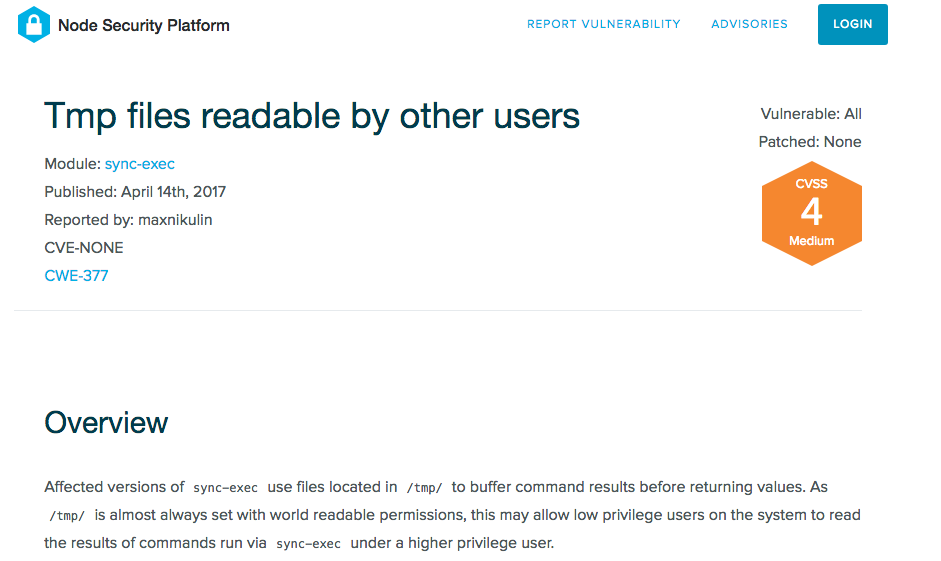 Node Security Platform
REPORT VULNERABILITY
ADVISORIES
LOGIN
Tmp files readable by other users
Module: sync-exec
Published: April 14th, 2017
Reported by: maxnikulin
CVE-NONE
CWE-377
Vulnerable: All
Patched: None
CVSS
4
Medium
Overview
Affected versions of sync-exec use files located in /tmp/ to buffer command results before returning values. As
/tmp/ is almost always set with world readable permissions, this may allow low privilege users on the system to read
the results of commands run via sync-exec under a higher privilege user.